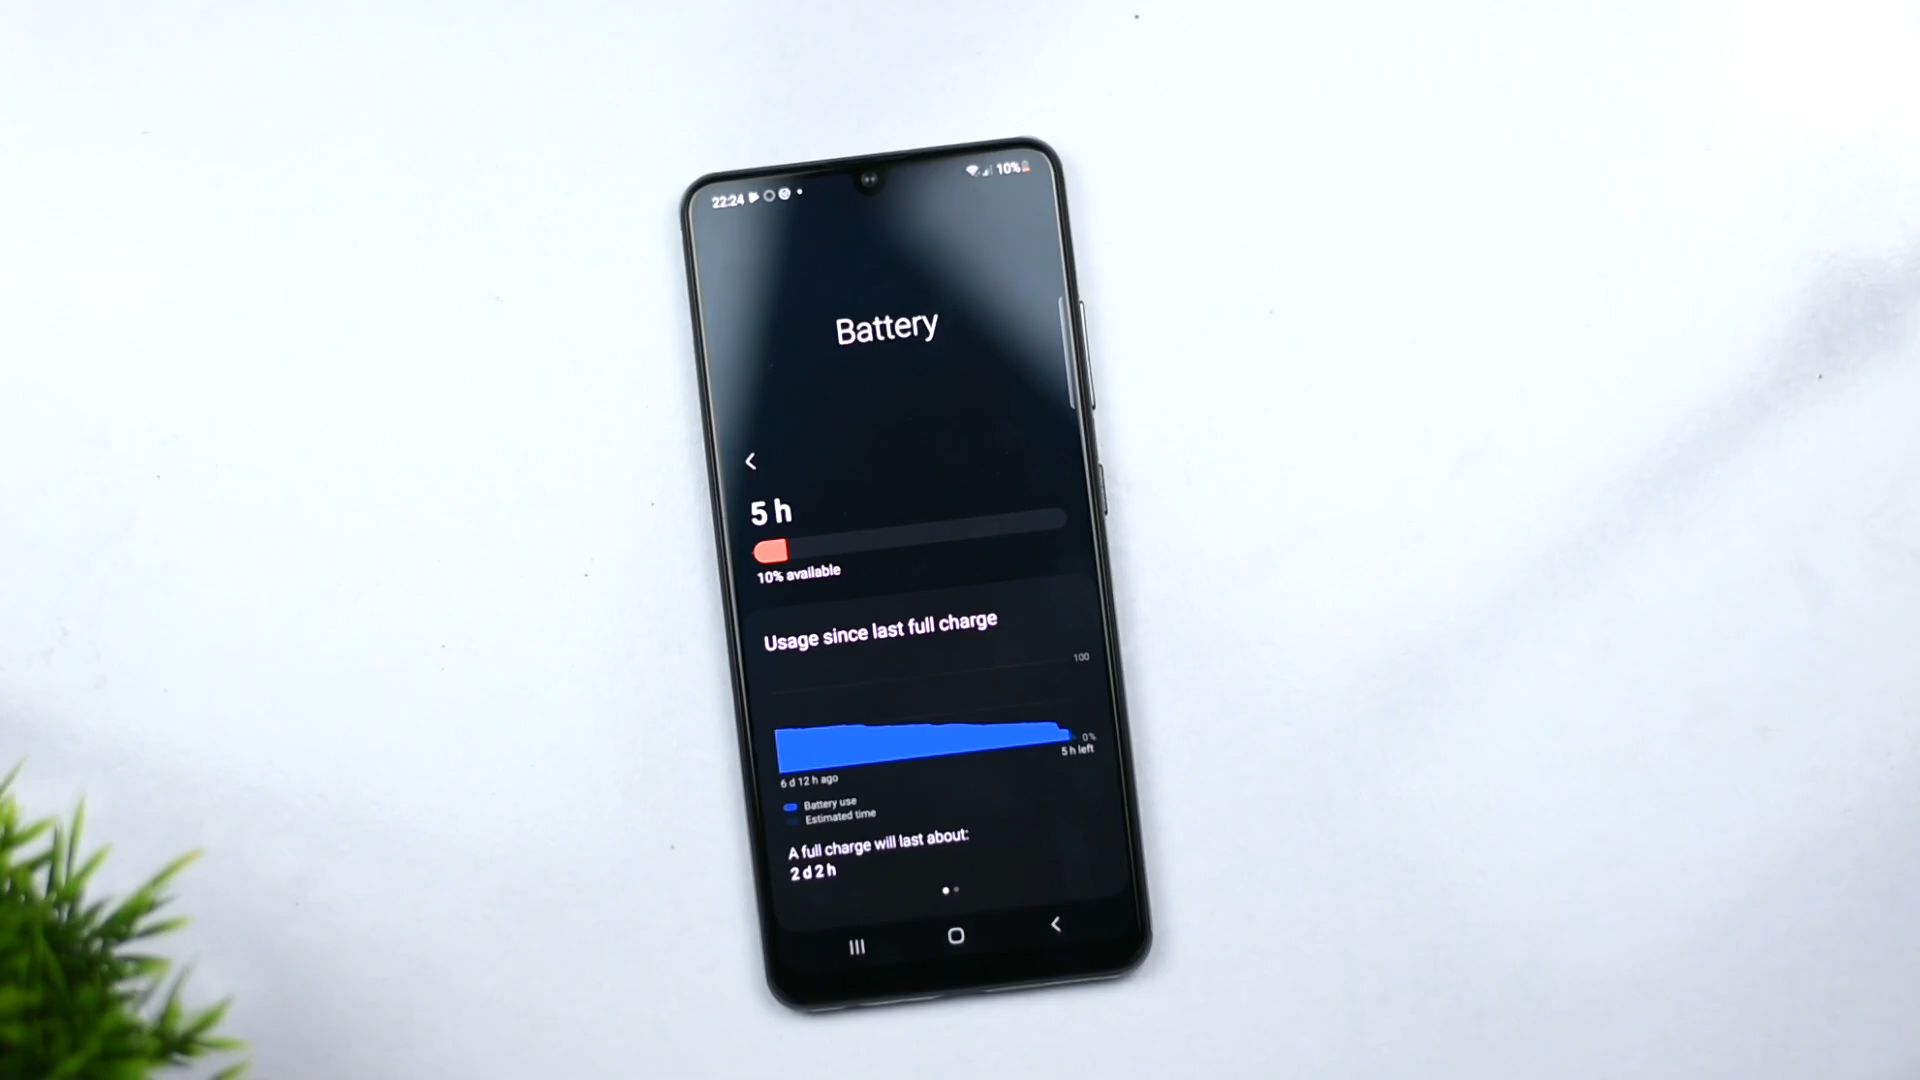 22:24
10%
Battery
5 h
10% available
Usage since last full charge
100
0%
5 h left
6 d 12 h ago
Battery use
Estimated time
A full charge will last about:
2 d 2 h